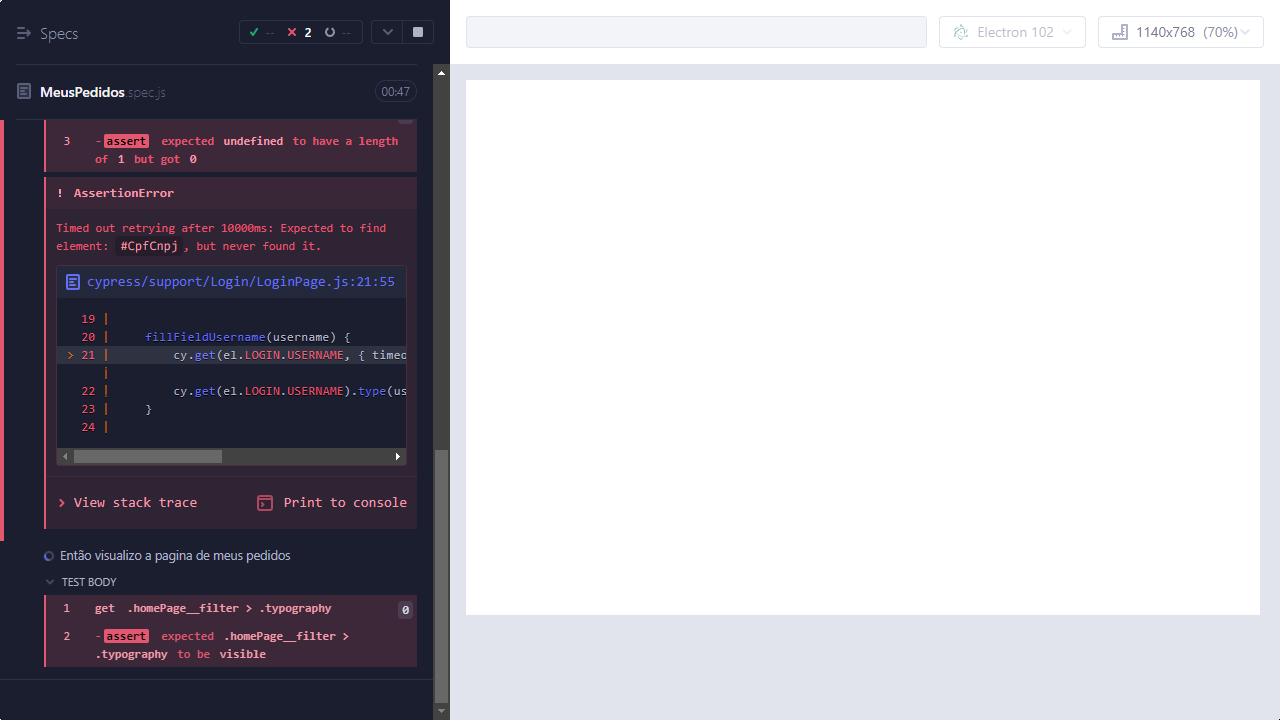 Specs
-- 2 --
Electron 102
1140x768 (70%)
MeusPedidos.spec.js
00:47
3 -assert expected undefined to have a length
of 1 but got 0
! AssertionError
Timed out retrying after 10000ms: Expected to find
element: #CpfCnpj, but never found it.
cypress/support/Login/LoginPage.js:21:55
19 |
20 | fillFieldUsername(username) {
> 21 | cy.get(el.LOGIN.USERNAME, { timeo
|
22 | cy.get(el.LOGIN.USERNAME).type(us
23 | }
24 |
> View stack trace
Print to console
Então visualizo a pagina de meus pedidos
TEST BODY
1 get .homePage__filter > .typography 0
2 -assert expected .homePage__filter >
.typography to be visible